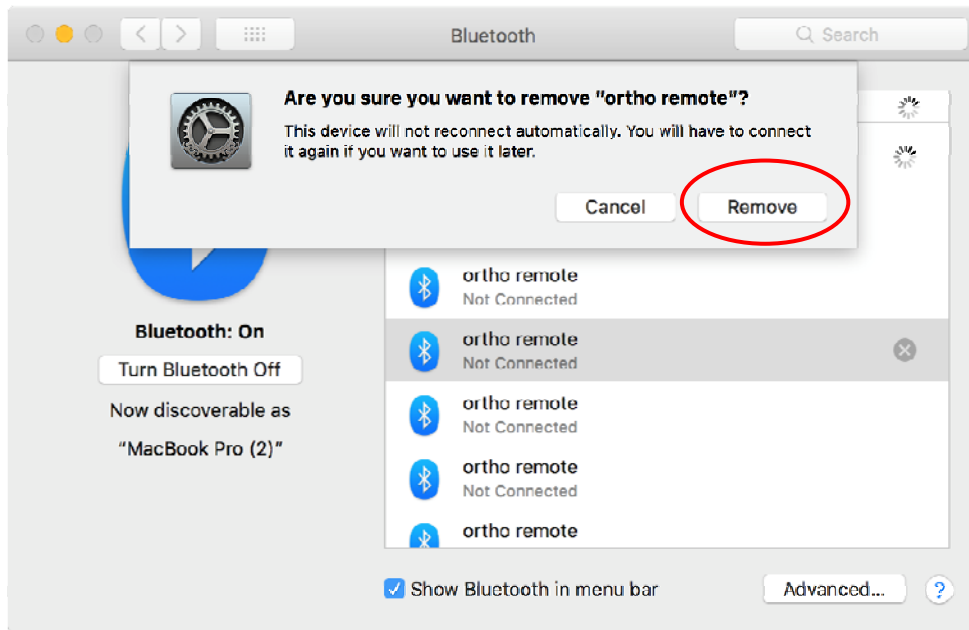 Bluetooth
Search
Are you sure you want to remove "ortho remote"?
This device will not reconnect automatically. You will have to connect
it again if you want to use it later.
Cancel
Remove
Bluetooth: On
Turn Bluetooth Off
Now discoverable as
"MacBook Pro (2)"
ortho remote
Not Connected
ortho remote
Not Connected
ortho remote
Not Connected
ortho remote
Not Connected
ortho remote
Show Bluetooth in menu bar
Advanced...
?